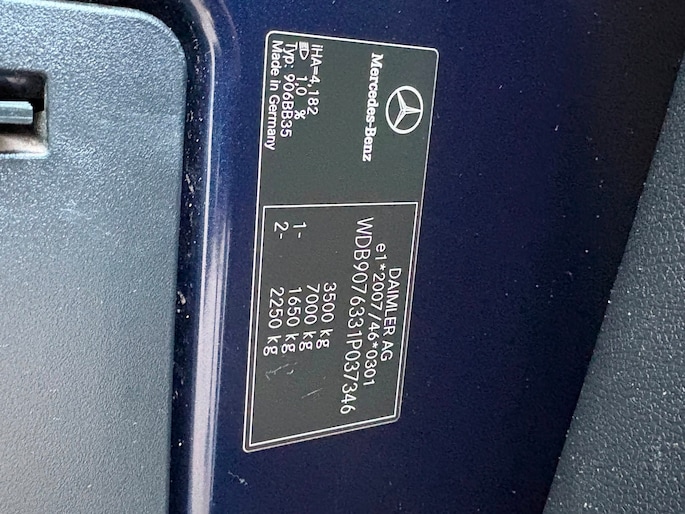 Mercedes-Benz
iHA=4,182
1,0 %
Typ: 906BB35
Made in Germany
DAIMLER AG
e1*2007/46*0301
WDB9076331P037346
3500 kg
7000 kg
1- 1650 kg
2- 2250 kg